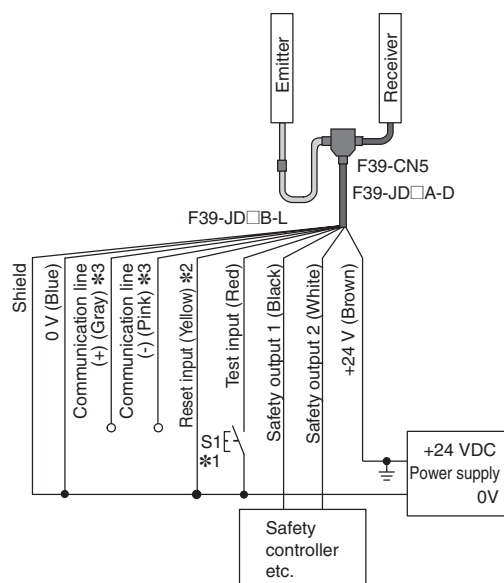 Emitter
Receiver
F39-CN5
F39-JD□A-D
F39-JD□B-L
Shield
0 V (Blue)
Communication line
(+) (Gray) *3
Communication line
(-) (Pink) *3
Reset input (Yellow) *2
Test input (Red)
Safety output 1 (Black)
Safety output 2 (White)
+24 V (Brown)
S1
*1
+24 VDC
Power supply
0V
Safety
controller
etc.